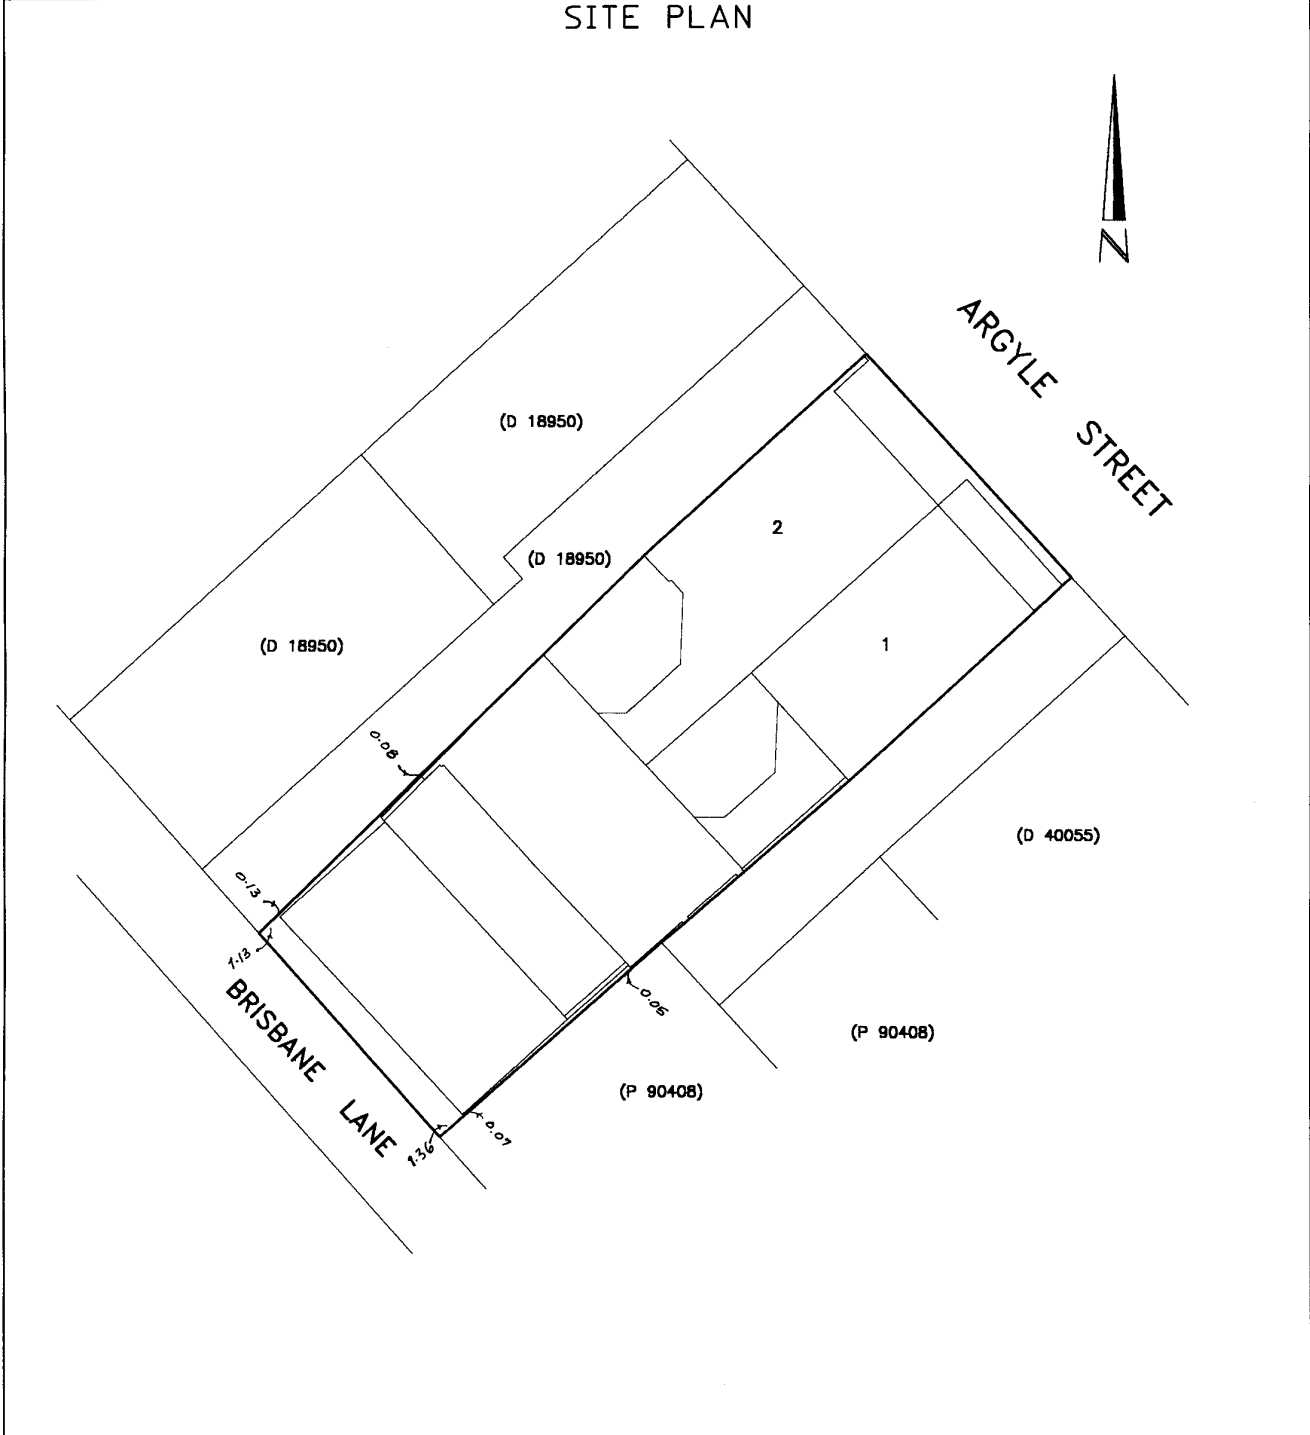 SITE PLAN
N
ARGYLE STREET
(D 18950)
2
(D 18950)
(D 18950)
1
0.08
(D 40055)
0.13
1.13
BRISBANE LANE
0.05
(P 90408)
(P 90408)
0.07
1.36